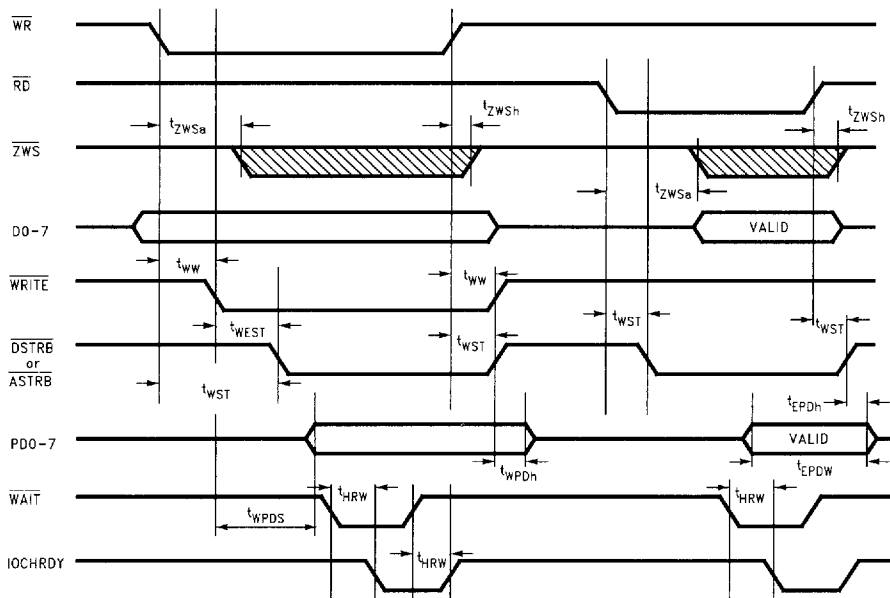 WR
RD
tZWSa
tZWSh
tZWSh
ZWS
tZWSa
D0-7
VALID
tWW
tWW
WRITE
tWEST
tWST
tWST
tWST
DSTRB
or
ASTRB
tWST
tEPDh
PD0-7
VALID
tWPDh
tEPDW
WAIT
tHRW
tHRW
tWPDS
tHRW
IOCHRDY